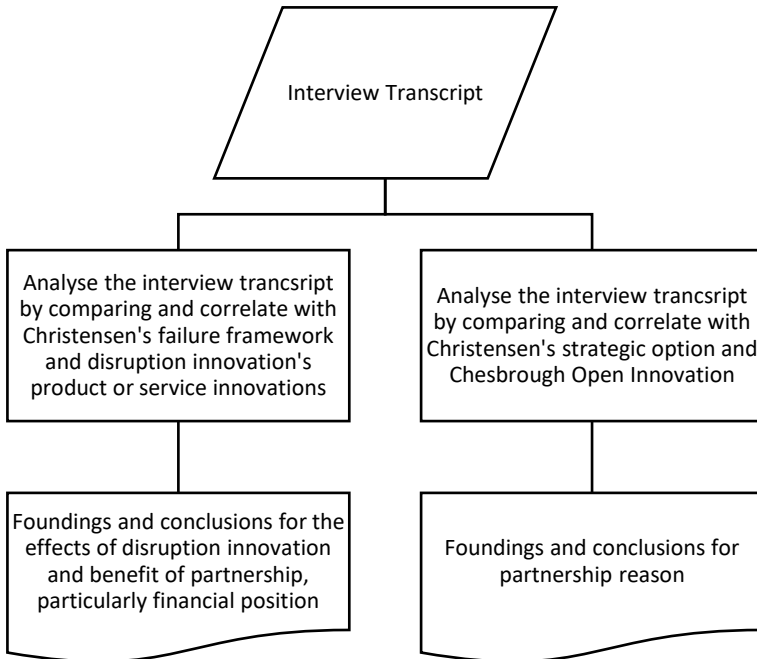 Interview Transcript
Analyse the interview trancsript
by comparing and correlate with
Christensen's failure framework
and disruption innovation's
product or service innovations
Analyse the interview trancsript
by comparing and correlate with
Christensen's strategic option and
Chesbrough Open Innovation
Foundings and conclusions for the
effects of disruption innovation
and benefit of partnership,
particularly financial position
Foundings and conclusions for
partnership reason